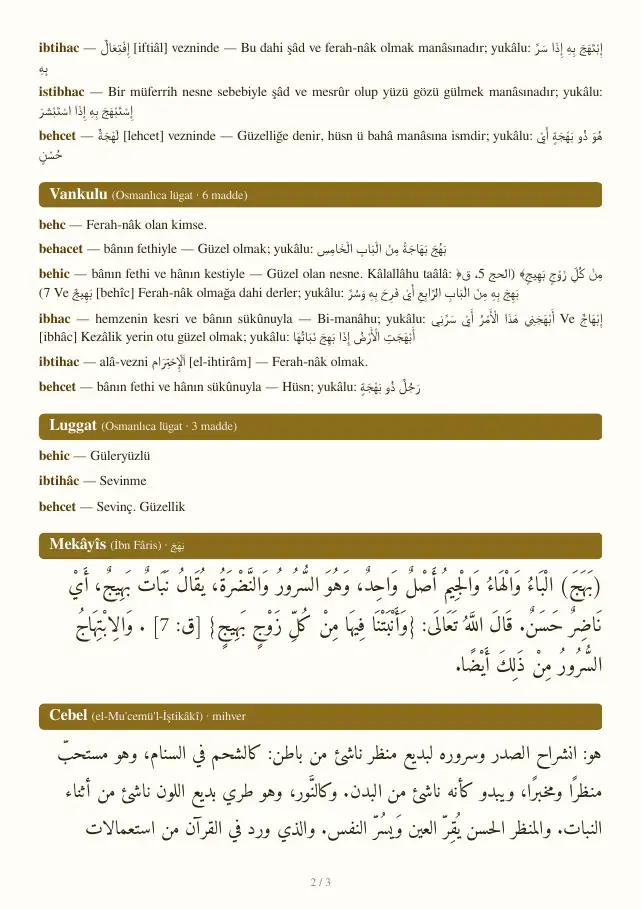 ibtihac — إِفْتِعَالٌ [iftiâl] vezninde — Bu dahi şâd ve ferah-nâk olmak manâsınadır; yukâlu: إِبْتَهَجَ بِهِ إِذَا سَرَّ
بِهِ
istibhac — Bir müferrih nesne sebebiyle şâd ve mesrûr olup yüzü gözü gülmek manâsınadır; yukâlu:
إِسْتَبْهَجَ بِهِ إِذَا اسْتَبْشَرَ
behcet — لَهْجَةٌ [lehcet] vezninde — Güzelliğe denir, hüsn ü bahâ manâsına ismdir; yukâlu: هُوَ ذُو بَهْجَةٍ أَيْ
حُسْنٍ
Vankulu (Osmanlıca lügat · 6 madde)
behc — Ferah-nâk olan kimse.
behacet — bânın fethiyle — Güzel olmak; yukâlu: بَهُجَ بَهَاجَةً مِنْ الْبَابِ الْخَامِسِ
behic — bânın fethi ve hânın kestiyle — Güzel olan nesne. Kâlallâhu taâlâ: مِنْ كُلِّ زَوْجٍ بَهِيجٍ﴾ (الحج 5، ق﴿
7) Ve بَهِيجٌ [behîc] Ferah-nâk olmağa dahi derler; yukâlu: بَهِجَ بِهِ مِنْ الْبَابِ الرَّابِعِ أَيْ فَرِحَ بِهِ وَسُرَّ
ibhac — hemzenin kesri ve bânın sükûnuyla — Bi-manâhu; yukâlu: أَبْهَجَنِي هَذَا الْأَمْرُ أَيْ سَرَّنِي Ve إِبْهَاجٌ
[ibhâc] Kezâlik yerin otu güzel olmak; yukâlu: أَبْهَجَتِ الْأَرْضُ إِذَا بَهِجَ نَبَاتُهَا
ibtihac — alâ-vezni اَلْإِحْتِرَام [el-ihtirâm] — Ferah-nâk olmak.
behcet — bânın fethi ve hânın sükûnuyla — Hüsn; yukâlu: رَجُلٌ ذُو بَهْجَةٍ
Luggat (Osmanlıca lügat · 3 madde)
behic — Güleryüzlü
ibtihâc — Sevinme
behcet — Sevinç. Güzellik
Mekâyîs (İbn Fâris) · بَهَجَ
(بَهَجَ) الْبَاءُ وَالْهَاءُ وَالْجِيمُ أَصْلٌ وَاحِدٌ، وَهُوَ السُّرُورُ وَالنَّضْرَةُ، يُقَالُ نَبَاتٌ بَهِيجٌ، أَيْ
نَاضِرٌ حَسَنٌ. قَالَ اللَّهُ تَعَالَى: {وَأَنْبَتْنَا فِيهَا مِنْ كُلِّ زَوْجٍ بَهِيجٍ} [ق: 7] . وَالِابْتِهَاجُ
السُّرُورُ مِنْ ذَلِكَ أَيْضًا.
Cebel (el-Mu'cemü'l-İştikâkî) · mihver
هو: انشراح الصدر وسروره لبديع منظر ناشئ من باطن: كالشحم في السنام، وهو مستحبّ
منظرًا ومخبرًا، ويبدو كأنه ناشئ من البدن. وكالنَّور، وهو طري بديع اللون ناشئ من أثناء
النبات. والمنظر الحسن يُقِرّ العين وَيسُرّ النفس. والذي ورد في القرآن من استعمالات
2 / 3